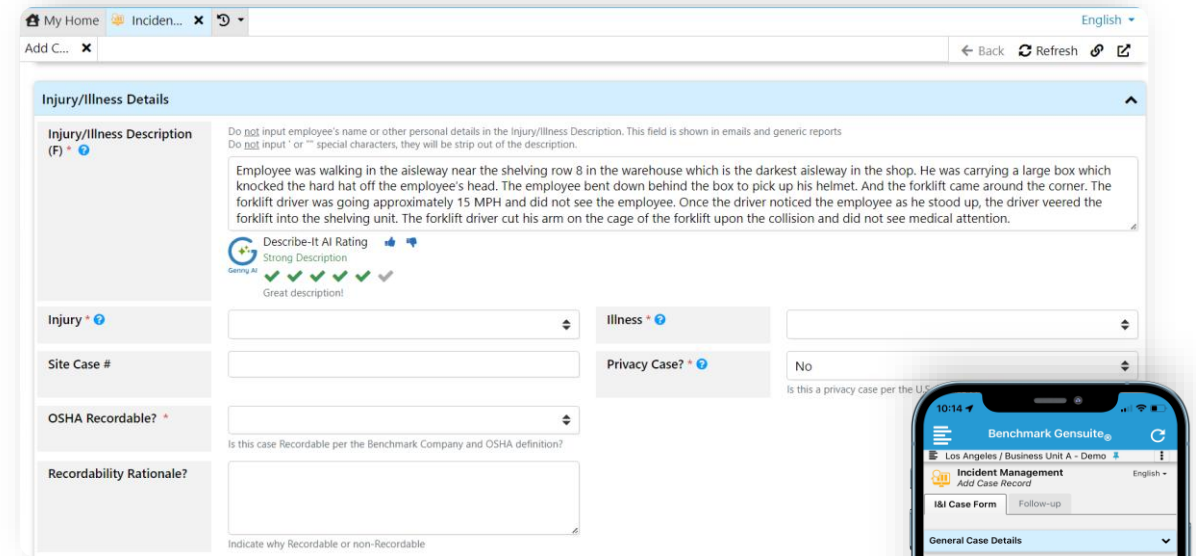 My Home Inciden...
English
Add C...
Back Refresh
Injury/Illness Details
Injury/Illness Description
(F) *
Do not input employee's name or other personal details in the Injury/Illness Description. This field is shown in emails and generic reports
Do not input ' or "" special characters, they will be strip out of the description.
Employee was walking in the aisleway near the shelving row 8 in the warehouse which is the darkest aisleway in the shop. He was carrying a large box which
knocked the hard hat off the employee's head. The employee bent down behind the box to pick up his helmet. And the forklift came around the corner. The
forklift driver was going approximately 15 MPH and did not see the employee. Once the driver noticed the employee as he stood up, the driver veered the
forklift into the shelving unit. The forklift driver cut his arm on the cage of the forklift upon the collision and did not see medical attention.
Genny AI
Describe-It AI Rating
Strong Description
Great description!
Injury *
Illness *
Site Case #
Privacy Case? *
No
Is this a privacy case per the U.S
OSHA Recordable? *
Is this case Recordable per the Benchmark Company and OSHA definition?
Recordability Rationale?
Indicate why Recordable or non-Recordable
10:14
Benchmark Gensuite®
Los Angeles / Business Unit A - Demo
Incident Management
Add Case Record
English
I&I Case Form Follow-up
General Case Details